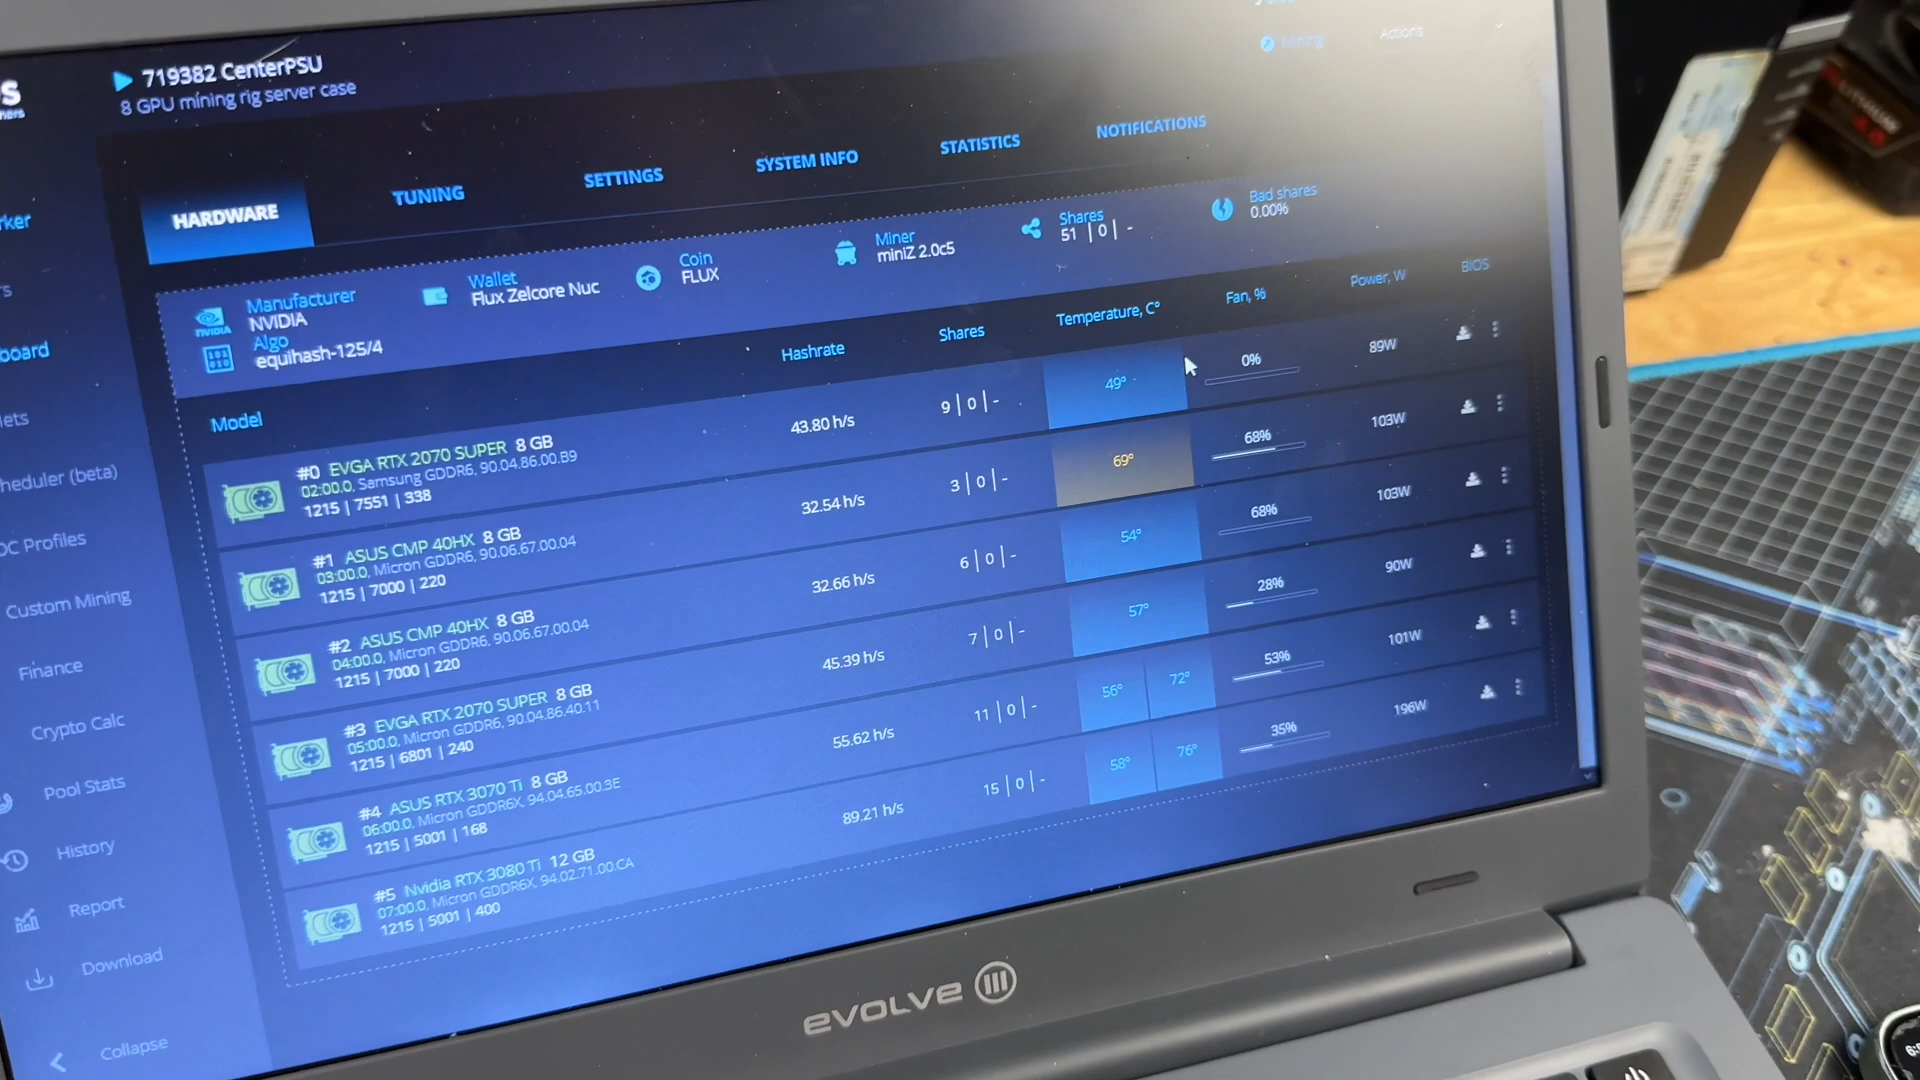 719382 CenterPSU
8 GPU mining rig server case
Mining
Actions
HARDWARE
TUNING
SETTINGS
SYSTEM INFO
STATISTICS
NOTIFICATIONS
Manufacturer
NVIDIA
Algo
equihash-125/4
Wallet
Flux Zelcore Nuc
Coin
FLUX
Miner
miniZ 2.0c5
Shares
51 | 0 | -
Bad shares
0.00%
Model
Hashrate
Shares
Temperature, C°
Fan, %
Power, W
BIOS
#0 EVGA RTX 2070 SUPER 8 GB
02:00.0, Samsung GDDR6, 90.04.86.00.B9
1215 | 7551 | 338
43.80 h/s
9 | 0 | -
49°
0%
89W
#1 ASUS CMP 40HX 8 GB
03:00.0, Micron GDDR6, 90.06.67.00.04
1215 | 7000 | 220
32.54 h/s
3 | 0 | -
69°
68%
103W
#2 ASUS CMP 40HX 8 GB
04:00.0, Micron GDDR6, 90.06.67.00.04
1215 | 7000 | 220
32.66 h/s
6 | 0 | -
54°
68%
103W
#3 EVGA RTX 2070 SUPER 8 GB
05:00.0, Micron GDDR6, 90.04.86.40.11
1215 | 6801 | 240
45.39 h/s
7 | 0 | -
57°
28%
90W
#4 ASUS RTX 3070 Ti 8 GB
06:00.0, Micron GDDR6X, 94.04.65.00.3E
1215 | 5001 | 168
55.62 h/s
11 | 0 | -
56°
72°
53%
101W
#5 Nvidia RTX 3080 Ti 12 GB
07:00.0, Micron GDDR6X, 94.02.71.00.CA
1215 | 5001 | 400
89.21 h/s
15 | 0 | -
58°
76°
35%
196W
rker
board
lets
heduler (beta)
OC Profiles
Custom Mining
Finance
Crypto Calc
Pool Stats
History
Report
Download
Collapse
evolve III